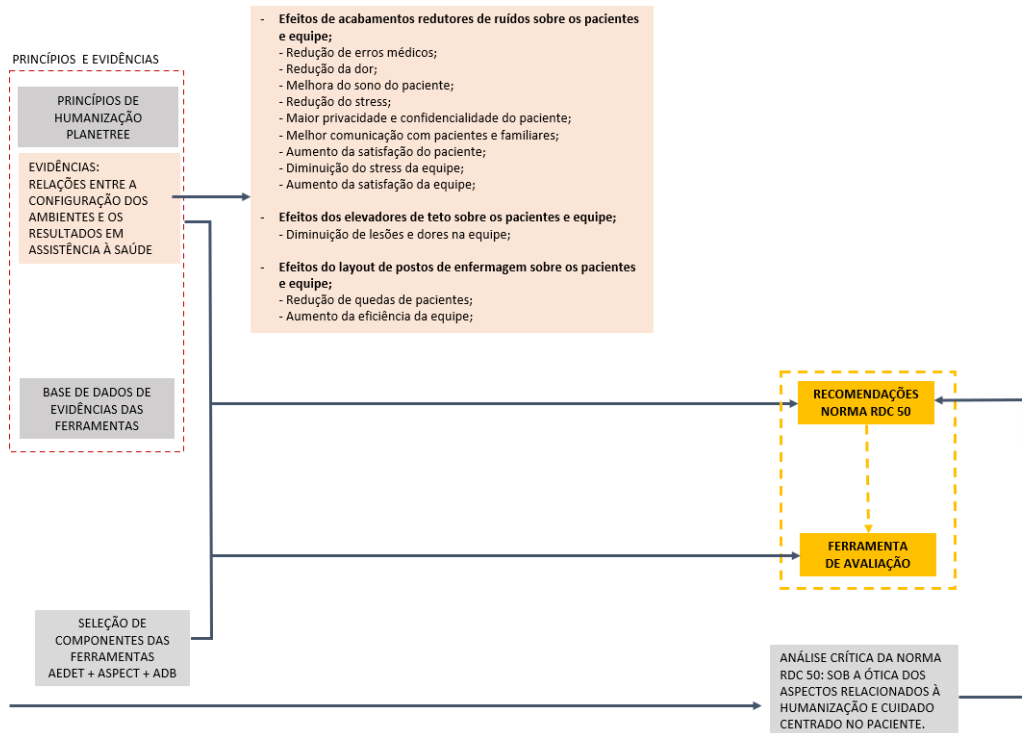 PRINCÍPIOS E EVIDÊNCIAS
PRINCÍPIOS DE
HUMANIZAÇÃO
PLANETREE
EVIDÊNCIAS:
RELAÇÕES ENTRE A
CONFIGURAÇÃO DOS
AMBIENTES E OS
RESULTADOS EM
ASSISTÊNCIA À SAÚDE
- Efeitos de acabamentos redutores de ruídos sobre os pacientes
e equipe;
- Redução de erros médicos;
- Redução da dor;
- Melhora do sono do paciente;
- Redução do stress;
- Maior privacidade e confidencialidade do paciente;
- Melhor comunicação com pacientes e familiares;
- Aumento da satisfação do paciente;
- Diminuição do stress da equipe;
- Aumento da satisfação da equipe;
- Efeitos dos elevadores de teto sobre os pacientes e equipe;
- Diminuição de lesões e dores na equipe;
- Efeitos do layout de postos de enfermagem sobre os pacientes
e equipe;
- Redução de quedas de pacientes;
- Aumento da eficiência da equipe;
BASE DE DADOS DE
EVIDÊNCIAS DAS
FERRAMENTAS
RECOMENDAÇÕES
NORMA RDC 50
FERRAMENTA
DE AVALIAÇÃO
SELEÇÃO DE
COMPONENTES DAS
FERRAMENTAS
AEDET + ASPECT + ADB
ANÁLISE CRÍTICA DA NORMA
RDC 50: SOB A ÓTICA DOS
ASPECTOS RELACIONADOS À
HUMANIZAÇÃO E CUIDADO
CENTRADO NO PACIENTE.